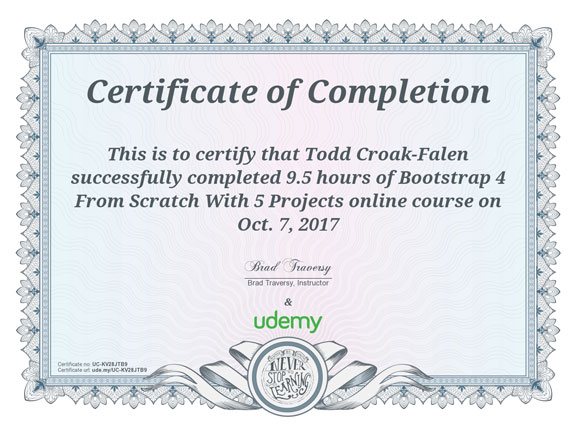 Certificate of Completion
This is to certify that Todd Croak-Falen
successfully completed 9.5 hours of Bootstrap 4
From Scratch With 5 Projects online course on
Oct. 7, 2017
Brad Traversy
Brad Traversy, Instructor
&
udemy
Certificate no: UC-KV28JTB9
Certificate url: ude.my/UC-KV28JTB9
NEVER
STOP
LEARNING